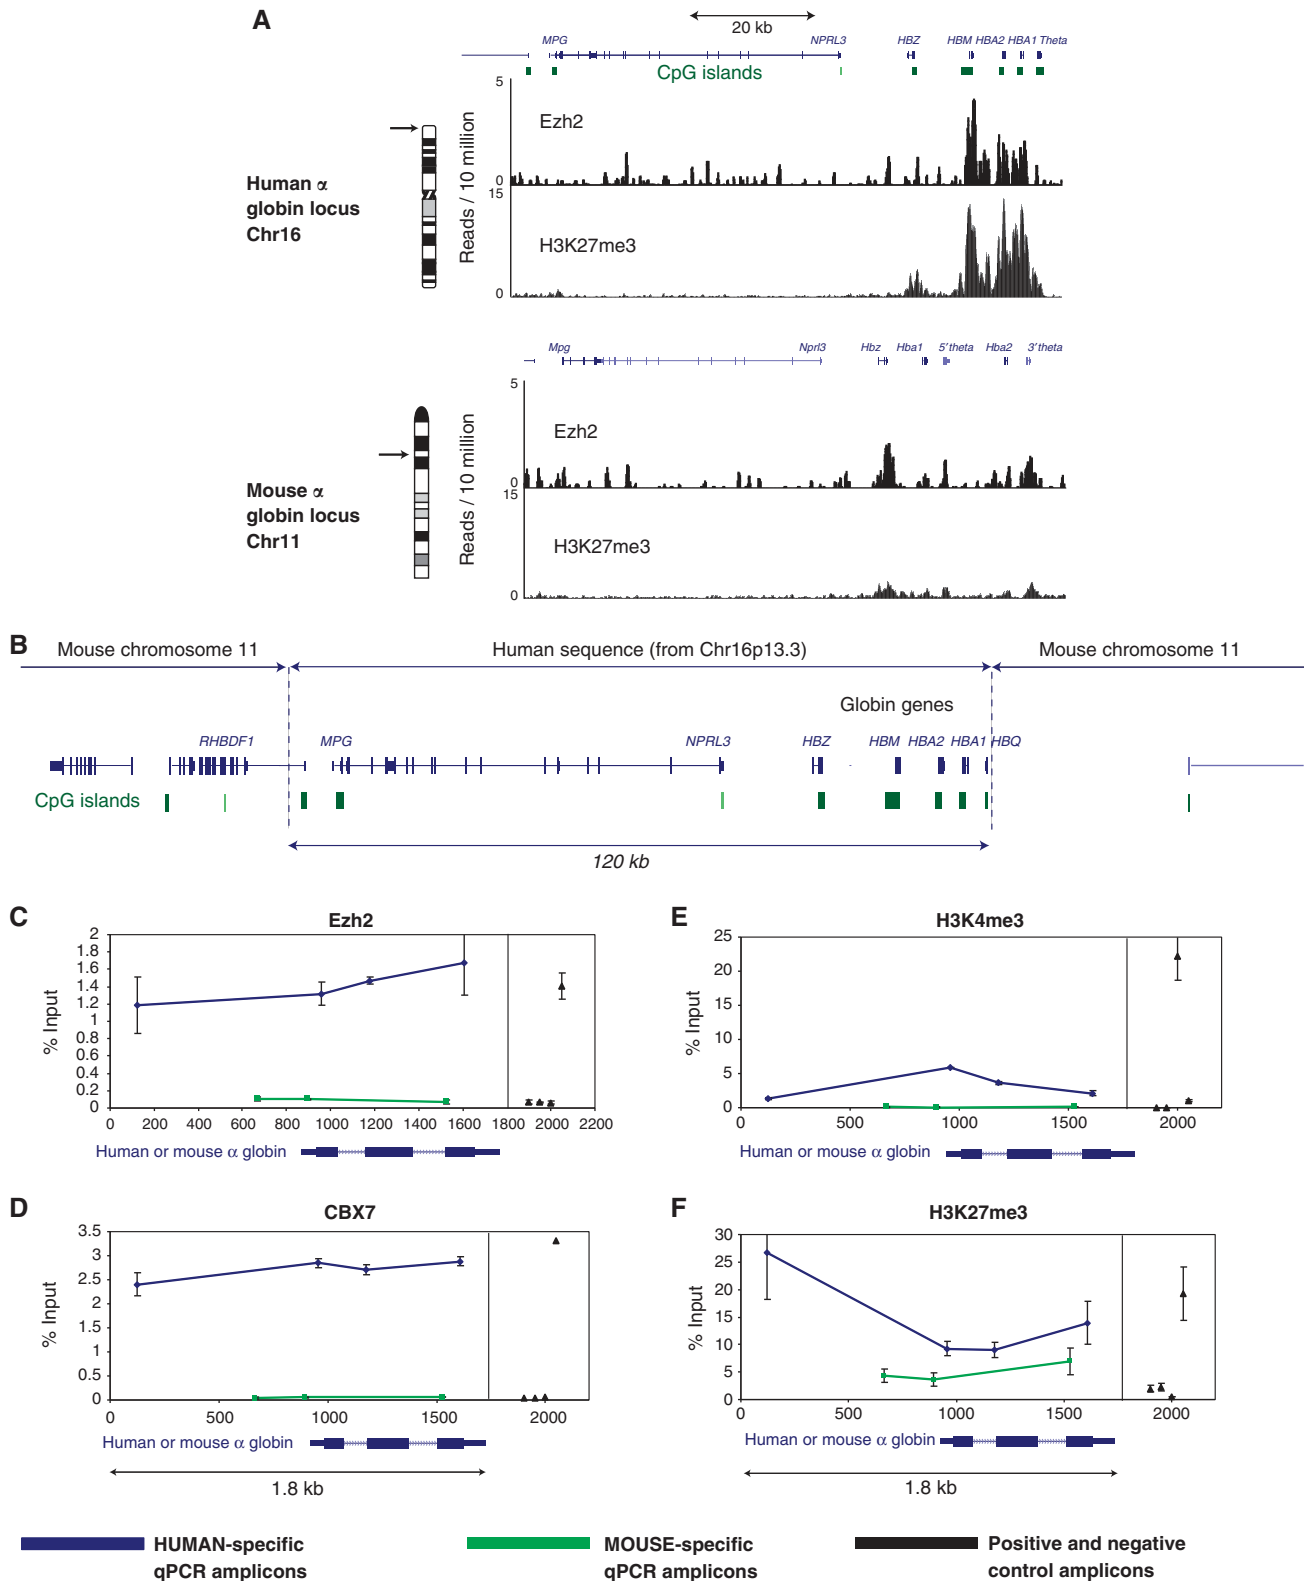 A
20 kb
MPG
NPRL3
HBZ
HBM HBA2 HBA1 Theta
CpG islands
5
Ezh2
0
15
H3K27me3
0
Reads / 10 million
Human α
globin locus
Chr16
Mpg
Nprl3
Hbz
Hba1
5' theta
Hba2
3' theta
5
Ezh2
0
15
H3K27me3
0
Reads / 10 million
Mouse α
globin locus
Chr11
B
Mouse chromosome 11
Human sequence (from Chr16p13.3)
Mouse chromosome 11
Globin genes
RHBDF1
MPG
NPRL3
HBZ
HBM HBA2 HBA1 HBQ
CpG islands
120 kb
C
Ezh2
% Input
2
1.8
1.6
1.4
1.2
1
0.8
0.6
0.4
0.2
0
0 200 400 600 800 1000 1200 1400 1600 1800 2000 2200
Human or mouse α globin
E
H3K4me3
% Input
25
20
15
10
5
0
0 500 1000 1500 2000
Human or mouse α globin
D
CBX7
% Input
3.5
3
2.5
2
1.5
1
0.5
0
0 500 1000 1500 2000
Human or mouse α globin
1.8 kb
F
H3K27me3
% Input
30
25
20
15
10
5
0
0 500 1000 1500 2000
Human or mouse α globin
1.8 kb
HUMAN-specific
qPCR amplicons
MOUSE-specific
qPCR amplicons
Positive and negative
control amplicons